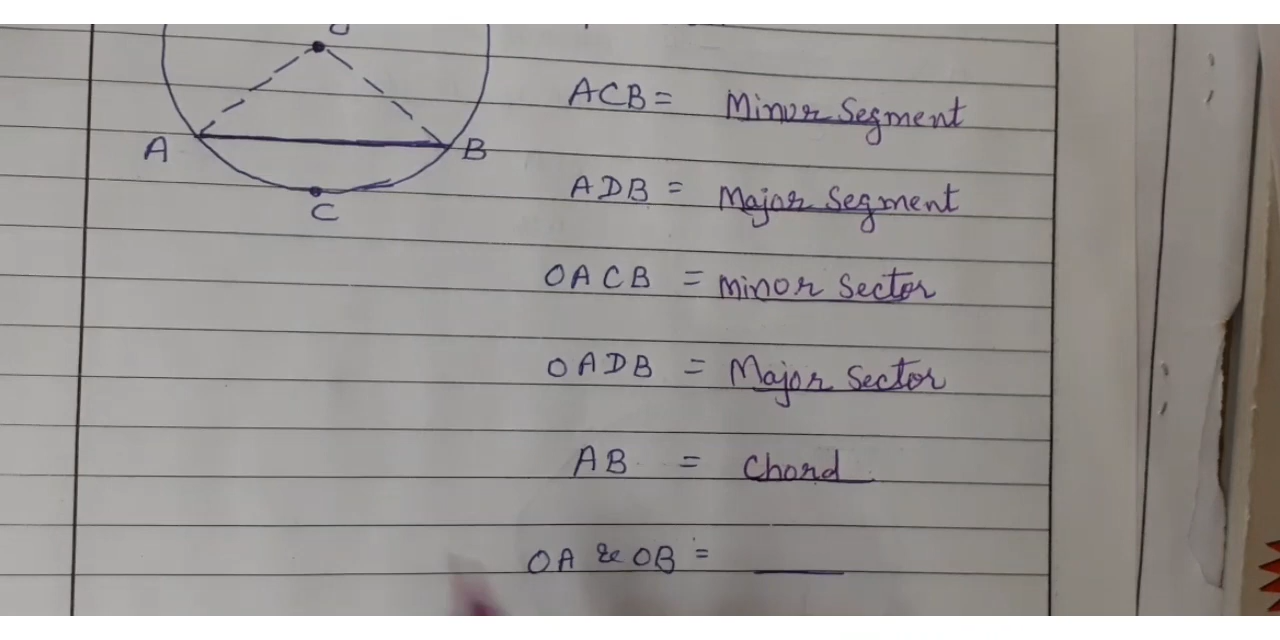 ACB = Minor Segment
A
B
ADB = Major Segment
C
OACB = minor Sector
OADB = Major Sector
AB = Chord
OA & OB =